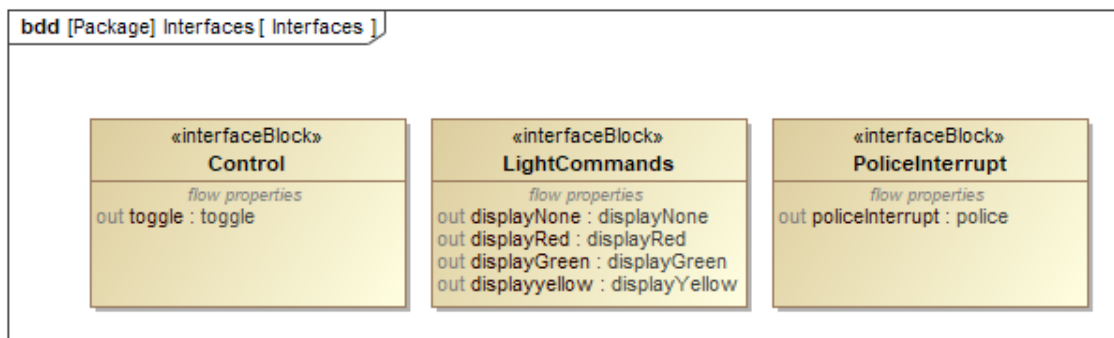 bdd [Package] Interfaces [ Interfaces ]
«interfaceBlock»
Control
flow properties
out toggle : toggle
«interfaceBlock»
LightCommands
flow properties
out displayNone : displayNone
out displayRed : displayRed
out displayGreen : displayGreen
out displayyellow : displayYellow
«interfaceBlock»
PoliceInterrupt
flow properties
out policeInterrupt : police